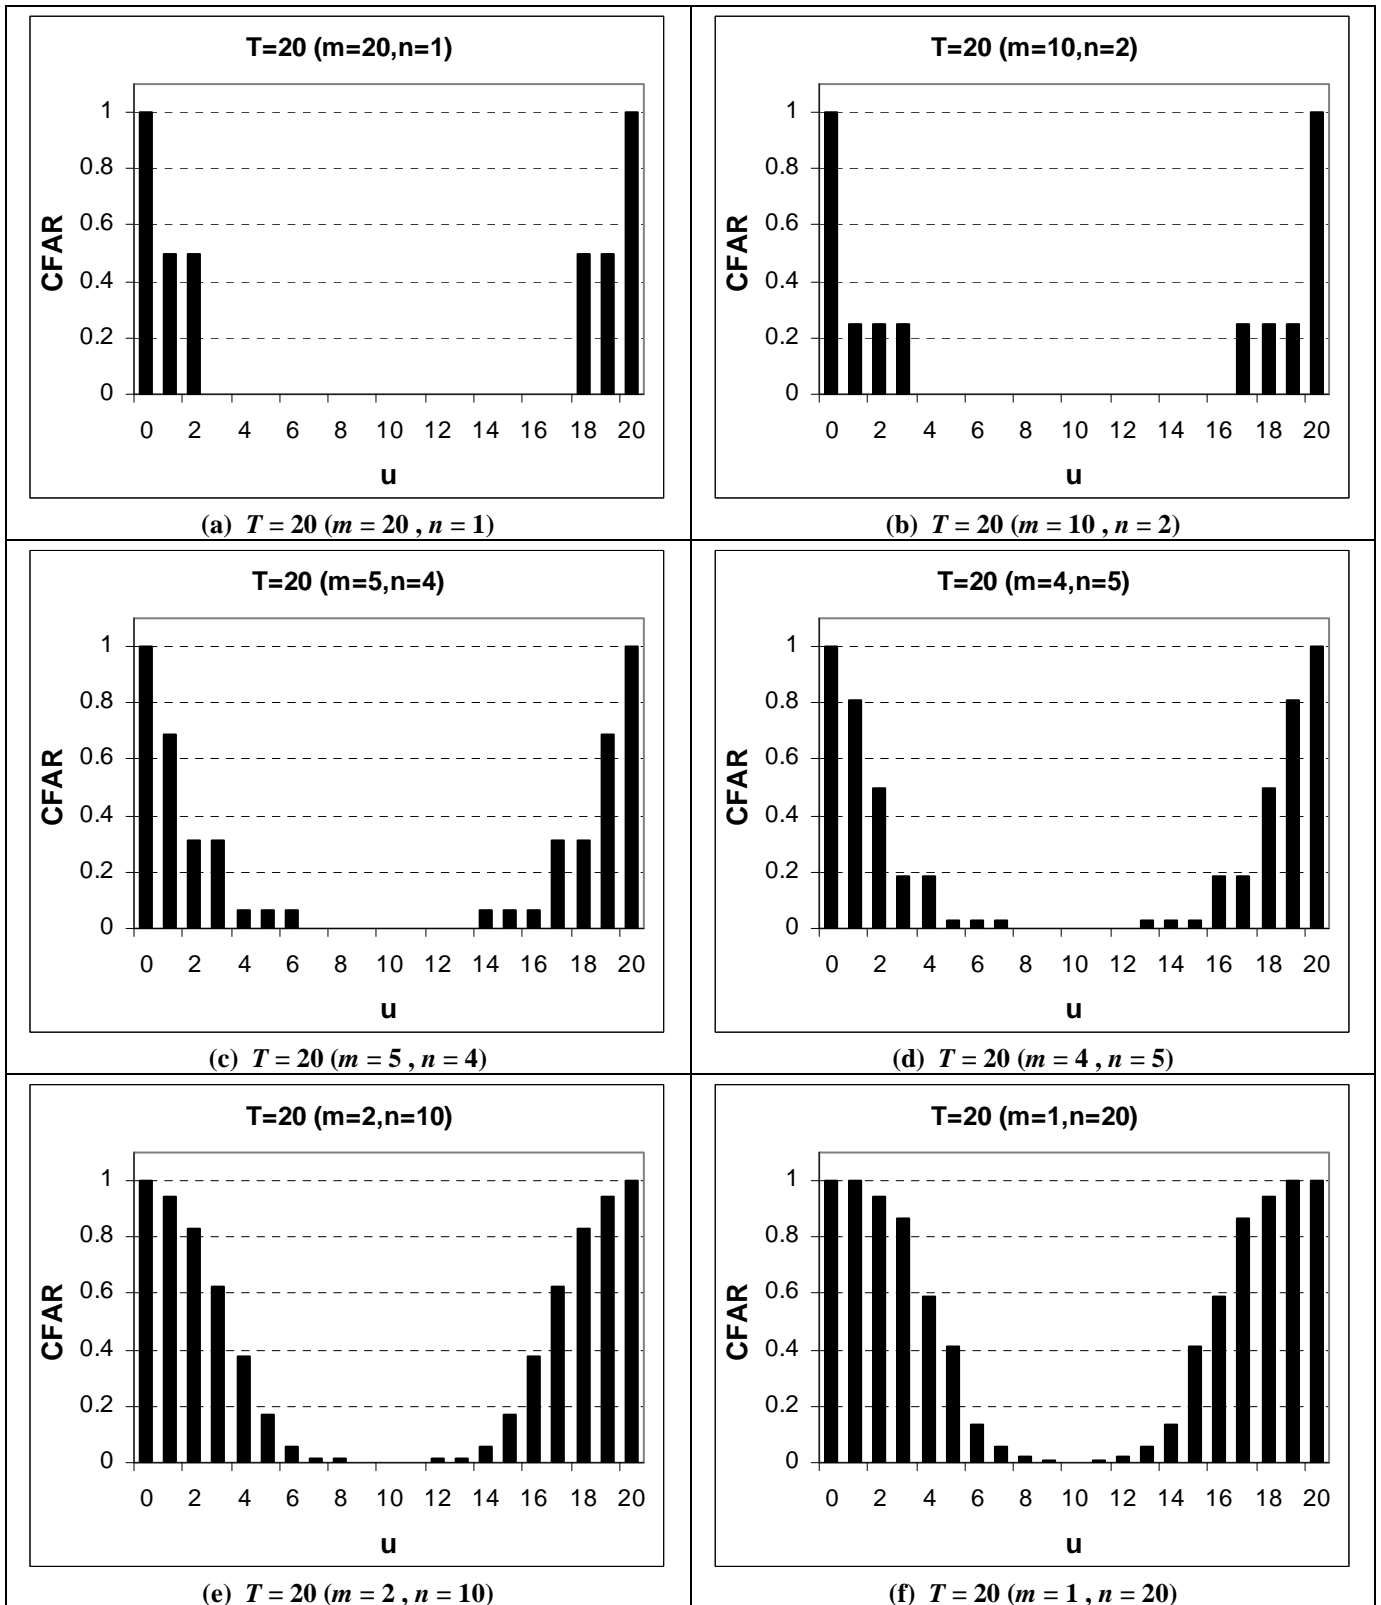 T=20 (m=20,n=1)
1
0.8
0.6
0.4
0.2
0
CFAR
0 2 4 6 8 10 12 14 16 18 20
u
(a) T = 20 (m = 20 , n = 1)
T=20 (m=10,n=2)
1
0.8
0.6
0.4
0.2
0
CFAR
0 2 4 6 8 10 12 14 16 18 20
u
(b) T = 20 (m = 10 , n = 2)
T=20 (m=5,n=4)
1
0.8
0.6
0.4
0.2
0
CFAR
0 2 4 6 8 10 12 14 16 18 20
u
(c) T = 20 (m = 5 , n = 4)
T=20 (m=4,n=5)
1
0.8
0.6
0.4
0.2
0
CFAR
0 2 4 6 8 10 12 14 16 18 20
u
(d) T = 20 (m = 4 , n = 5)
T=20 (m=2,n=10)
1
0.8
0.6
0.4
0.2
0
CFAR
0 2 4 6 8 10 12 14 16 18 20
u
(e) T = 20 (m = 2 , n = 10)
T=20 (m=1,n=20)
1
0.8
0.6
0.4
0.2
0
CFAR
0 2 4 6 8 10 12 14 16 18 20
u
(f) T = 20 (m = 1 , n = 20)